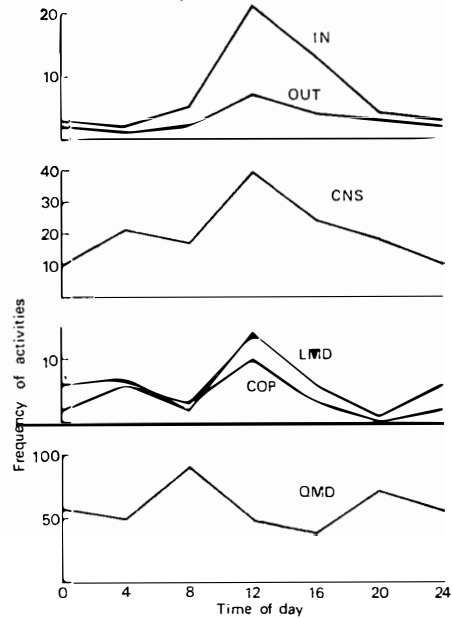 20
IN
10
OUT
40
CNS
30
20
10
Frequency of activities
10
LMD
COP
100
QMD
50
0 4 8 12 16 20 24
Time of day